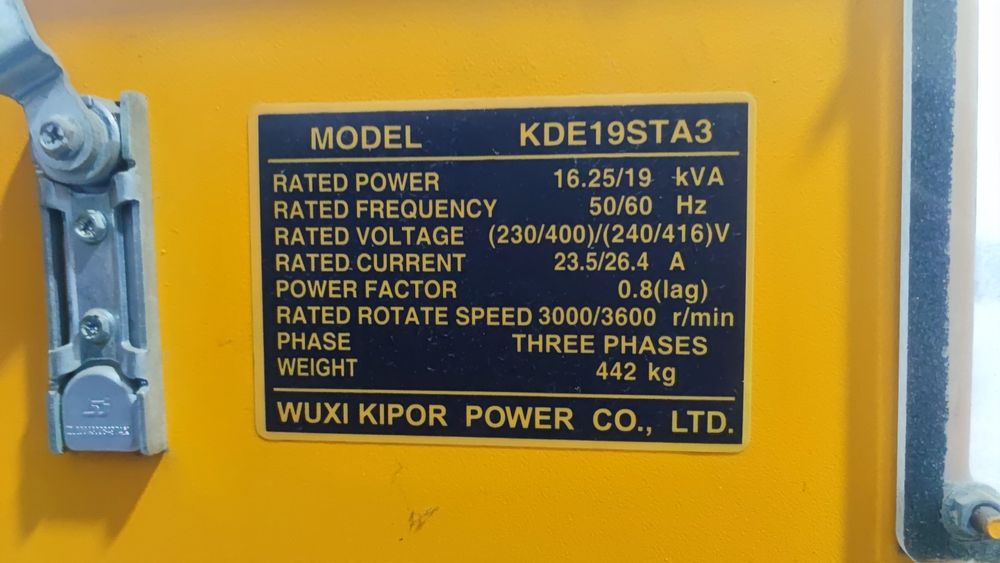 MODEL KDE19STA3
RATED POWER 16.25/19 kVA
RATED FREQUENCY 50/60 Hz
RATED VOLTAGE (230/400)/(240/416)V
RATED CURRENT 23.5/26.4 A
POWER FACTOR 0.8(lag)
RATED ROTATE SPEED 3000/3600 r/min
PHASE THREE PHASES
WEIGHT 442 kg
WUXI KIPOR POWER CO., LTD.